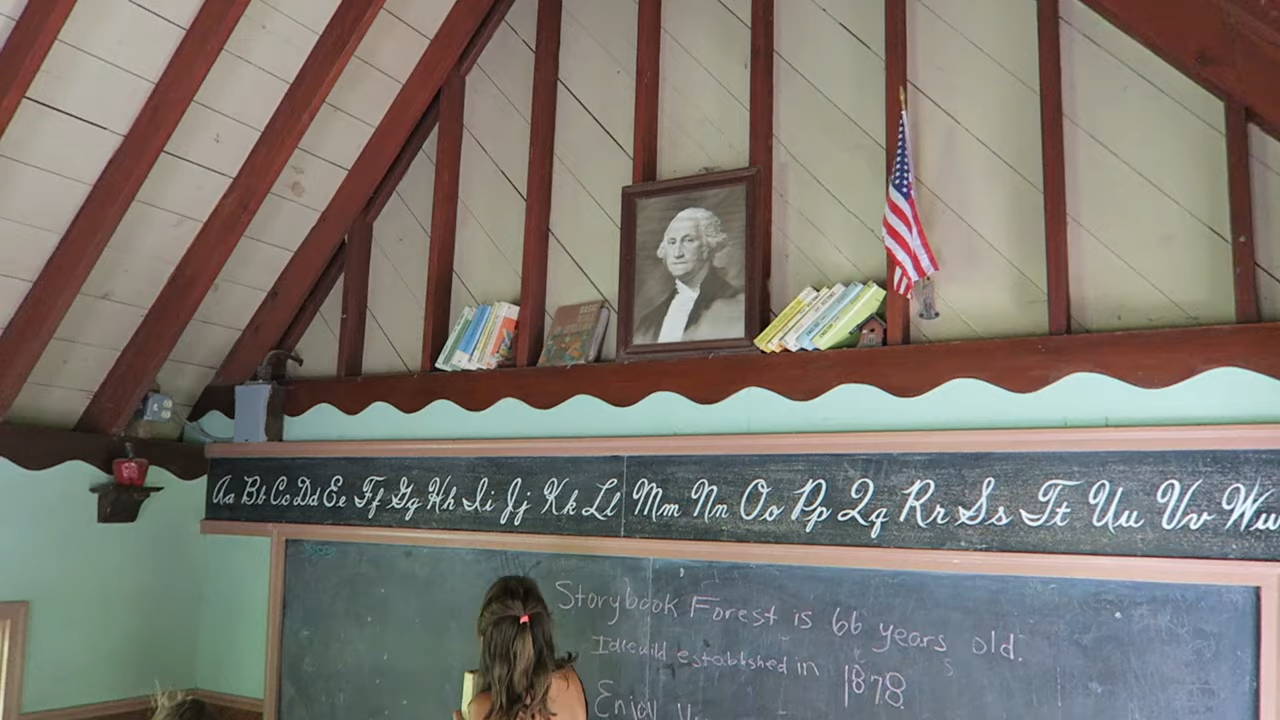 Aa Bb Cc Dd Ee Ff Gg Hh Ii Jj Kk Ll Mm Nn Oo Pp Qq Rr Ss Tt Uu Vv Ww
Storybook Forest is 66 years old.
Idlewild established in 1878
Enjoy